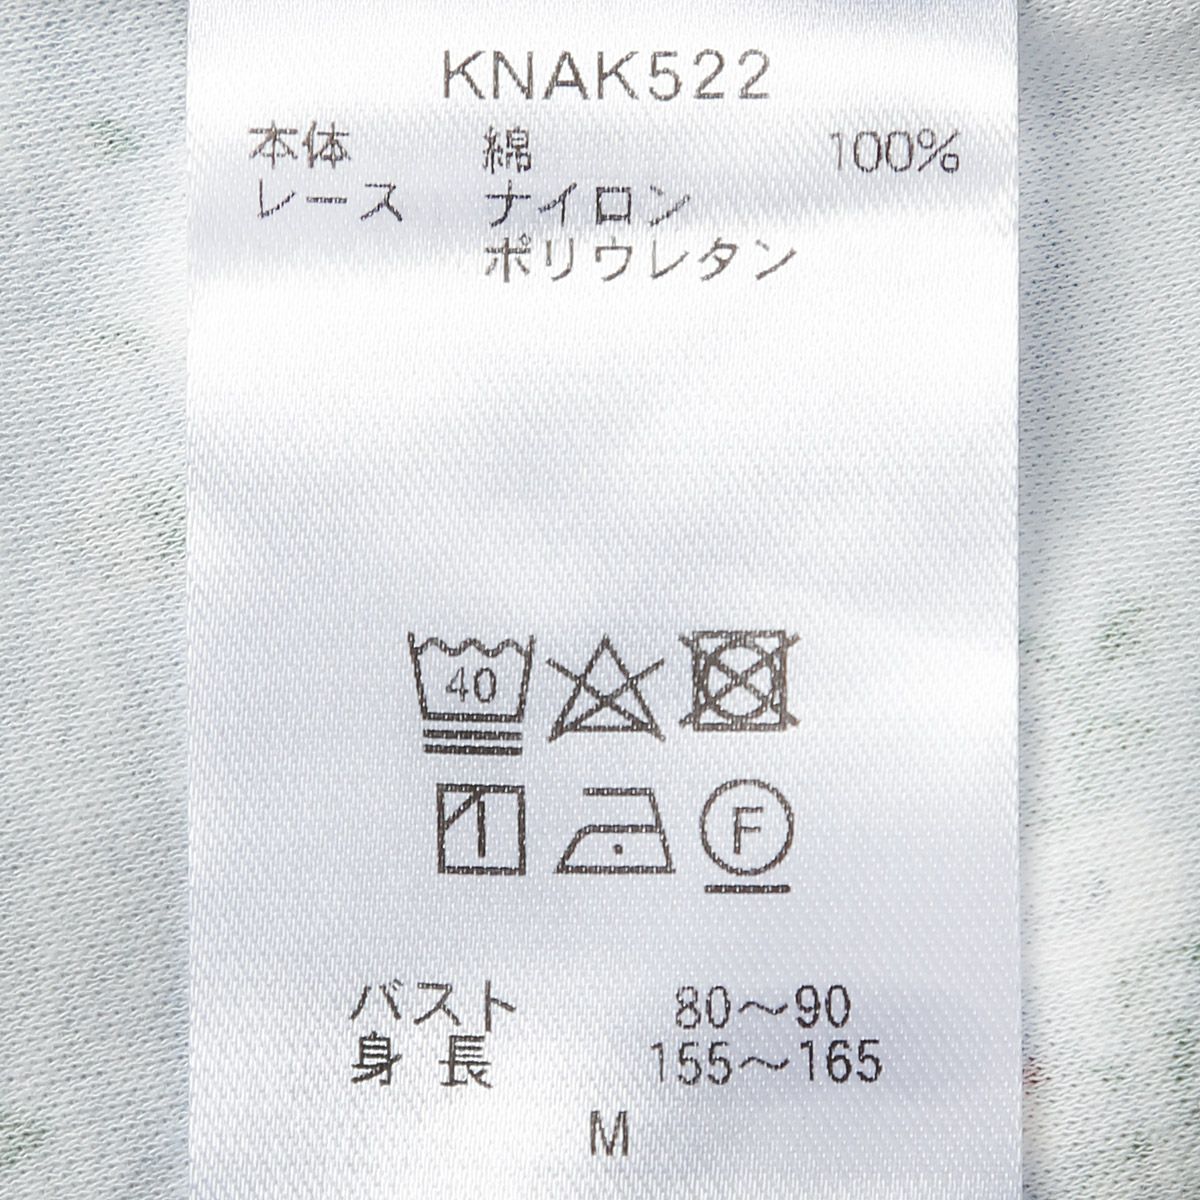 KNAK522
本体 綿 100%
レース ナイロン
ポリウレタン
40
F
バスト 80～90
身長 155～165
M